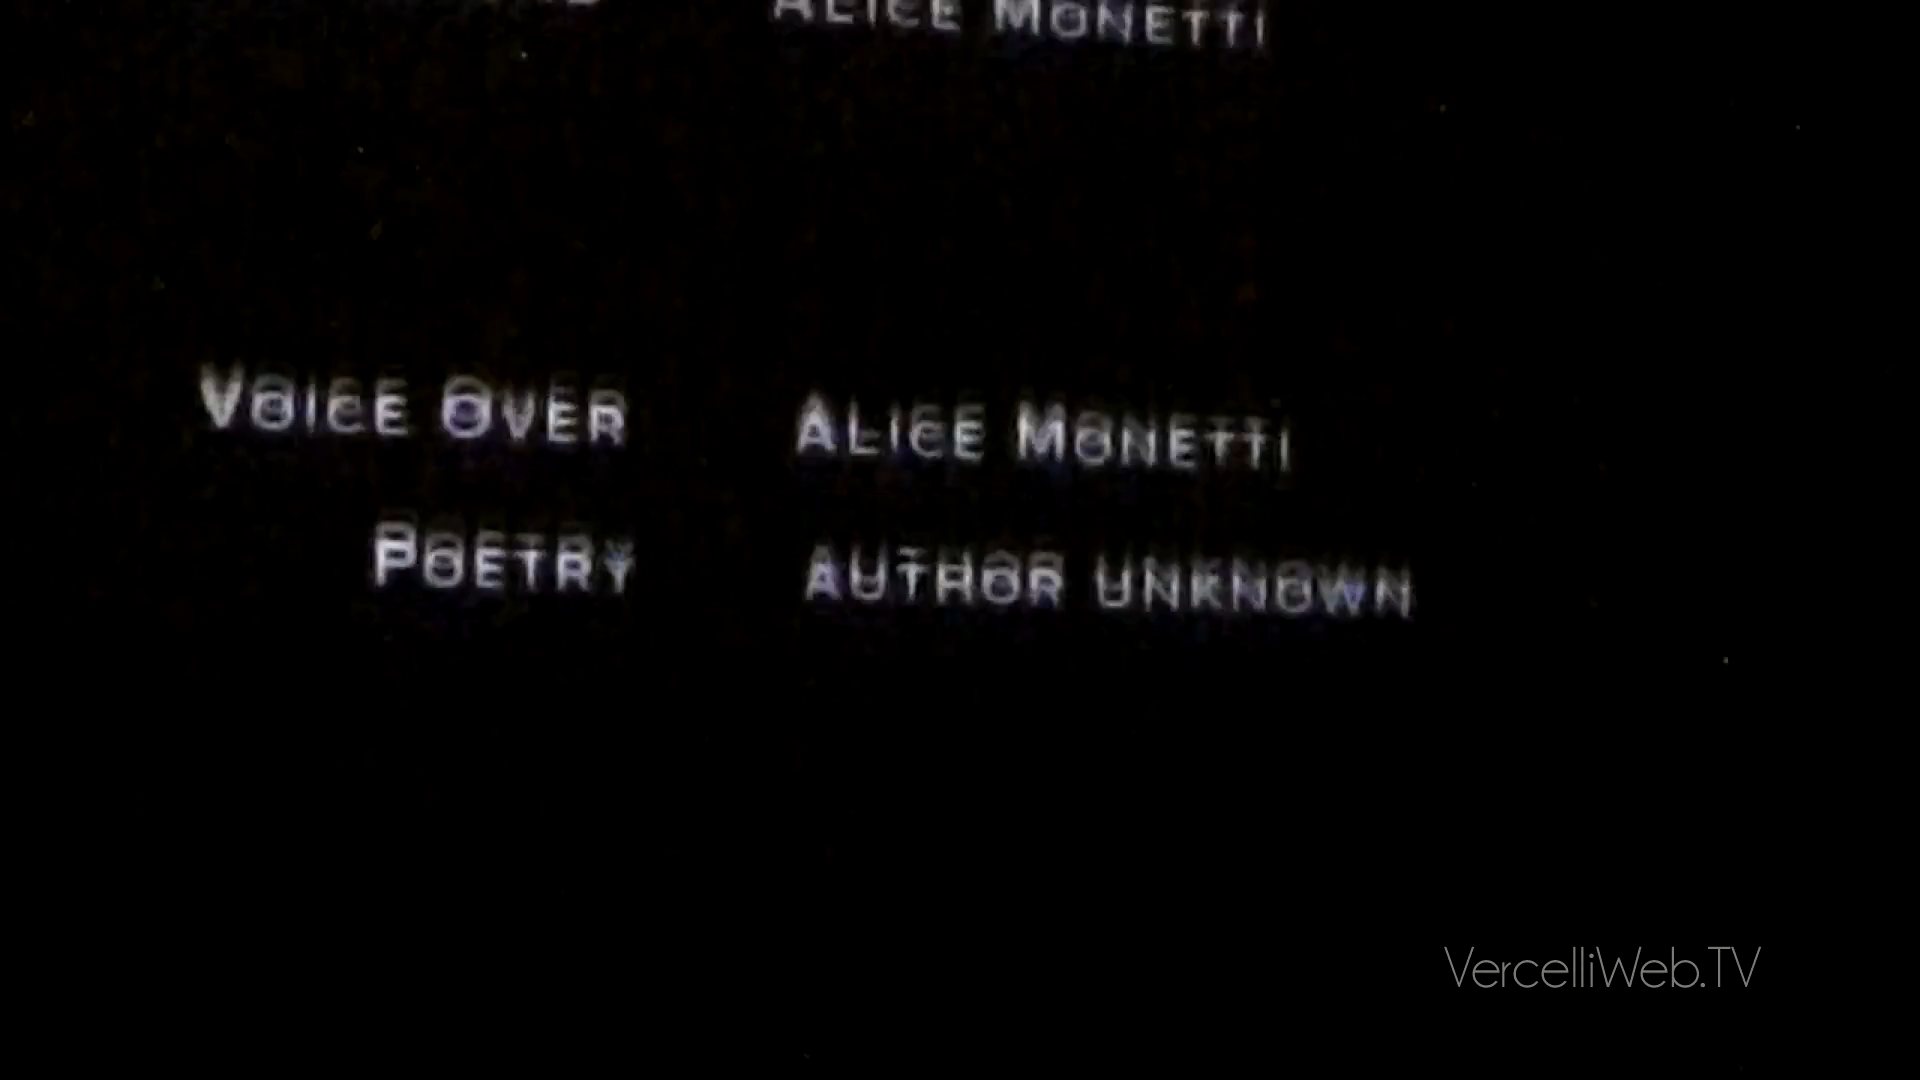 Alice Monetti
Voice Over Alice Monetti
Poetry author unknown
VercelliWeb.TV